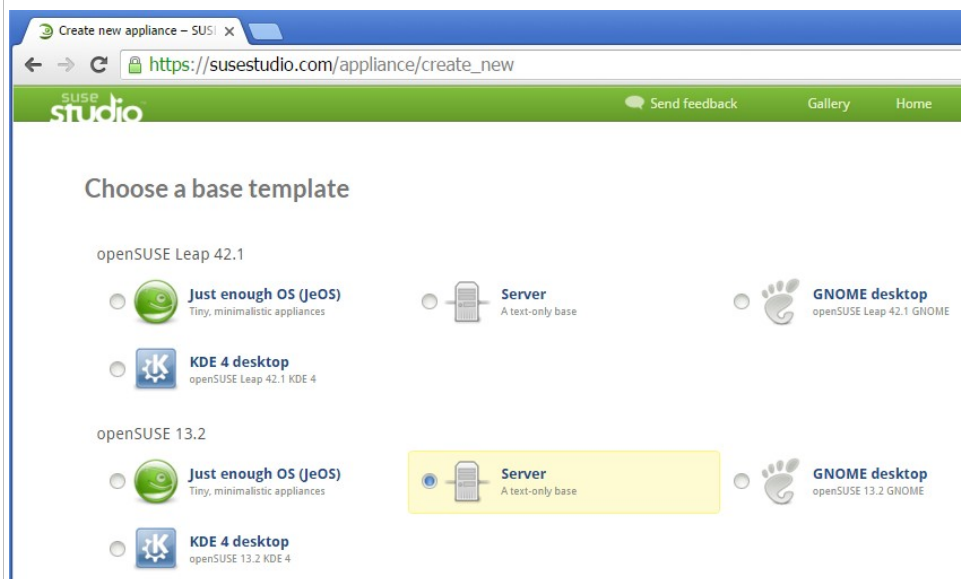 Create new appliance – SUS
https://susestudio.com/appliance/create_new
suse studio
Send feedback Gallery Home
Choose a base template
openSUSE Leap 42.1
Just enough OS (JeOS) Server GNOME desktop
Tiny, minimalistic appliances A text-only base openSUSE Leap 42.1 GNOME
KDE 4 desktop
openSUSE Leap 42.1 KDE 4
openSUSE 13.2
Just enough OS (JeOS) Server GNOME desktop
Tiny, minimalistic appliances A text-only base openSUSE 13.2 GNOME
KDE 4 desktop
openSUSE 13.2 KDE 4